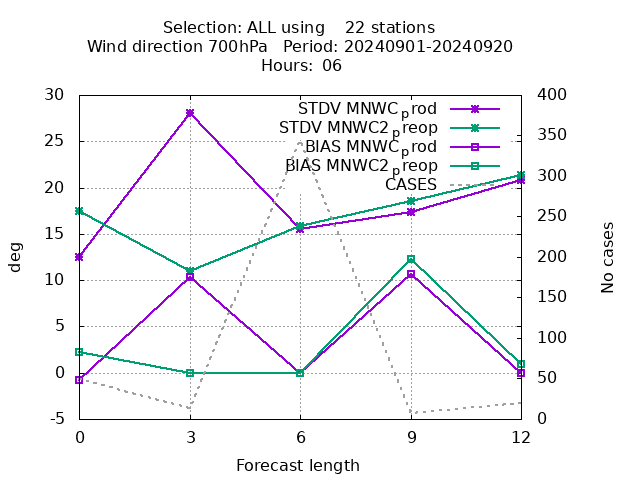 Selection: ALL using    22 stations
Wind direction 700hPa   Period: 20240901-20240920
Hours: 06
30 400
STDV MNWC_prod
STDV MNWC2_preop
BIAS MNWC_prod
BIAS MNWC2_preop
CASES
25 350
20 300
15 250
10 200
5 150
0 100
-5 50
0
deg
No cases
0 3 6 9 12
Forecast length